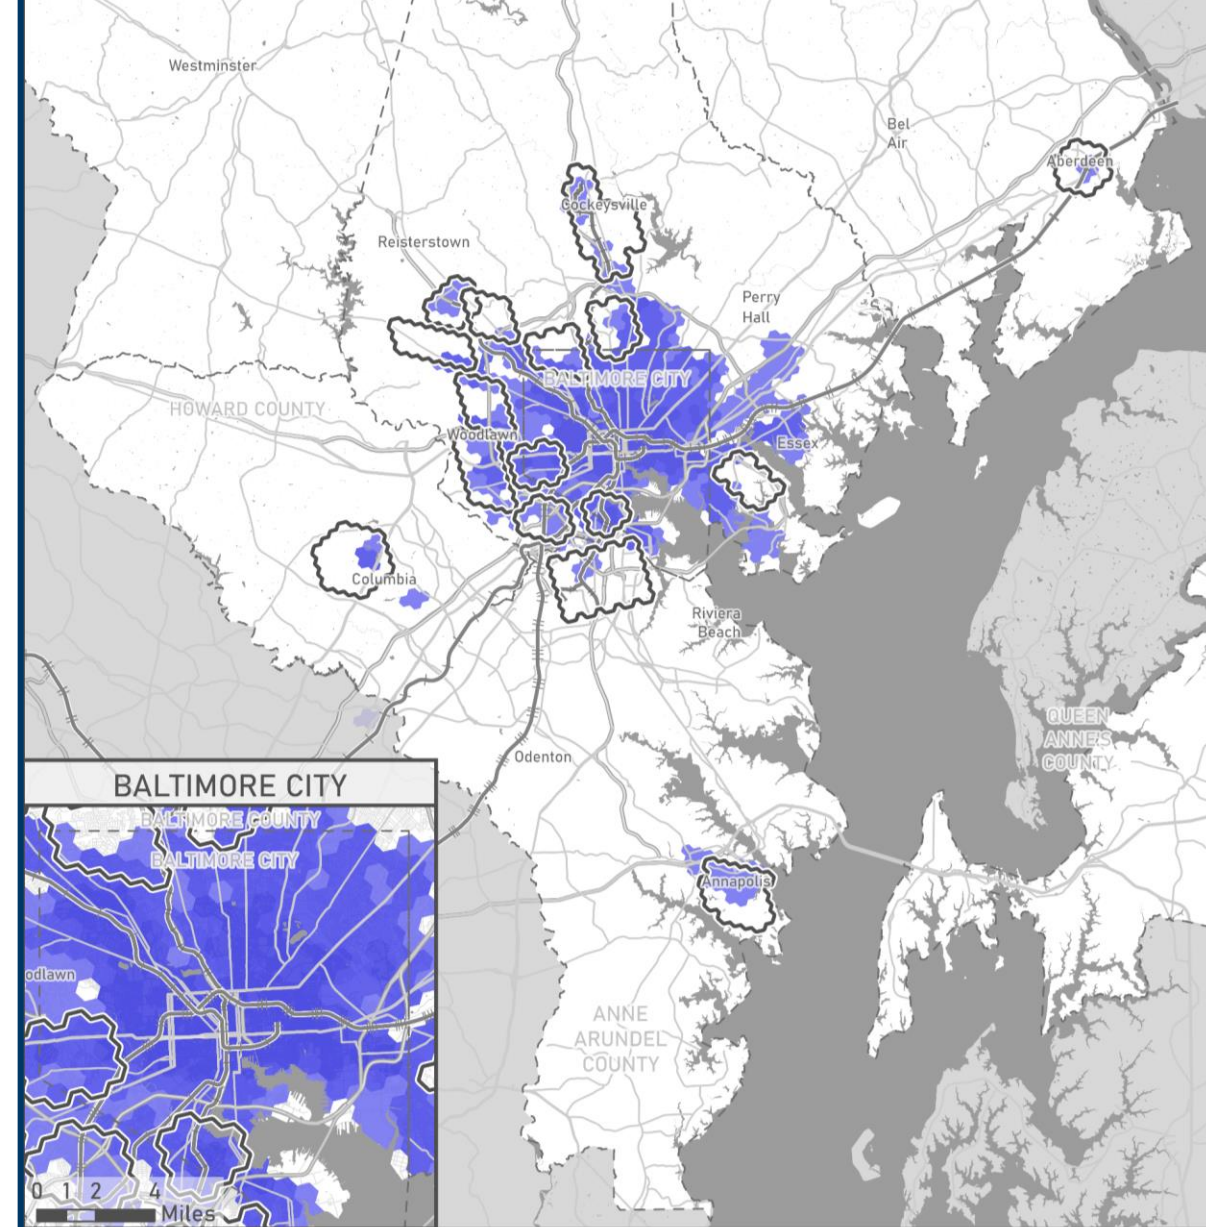 Westminster
Bel
Air
Aberdeen
Cockeysville
Reisterstown
Perry
Hall
BALTIMORE CITY
HOWARD COUNTY
Woodlawn
Essex
Columbia
Riviera
Beach
QUEEN
ANNE'S
COUNTY
Odenton
Annapolis
ANNE
ARUNDEL
COUNTY
BALTIMORE CITY
BALTIMORE COUNTY
BALTIMORE CITY
odlawn
0 1 2 4
Miles